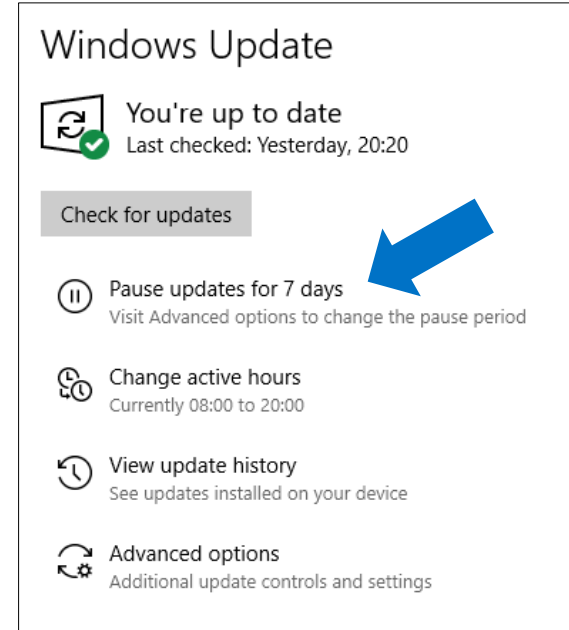 Windows Update
You're up to date
Last checked: Yesterday, 20:20
Check for updates
Pause updates for 7 days
Visit Advanced options to change the pause period
Change active hours
Currently 08:00 to 20:00
View update history
See updates installed on your device
Advanced options
Additional update controls and settings